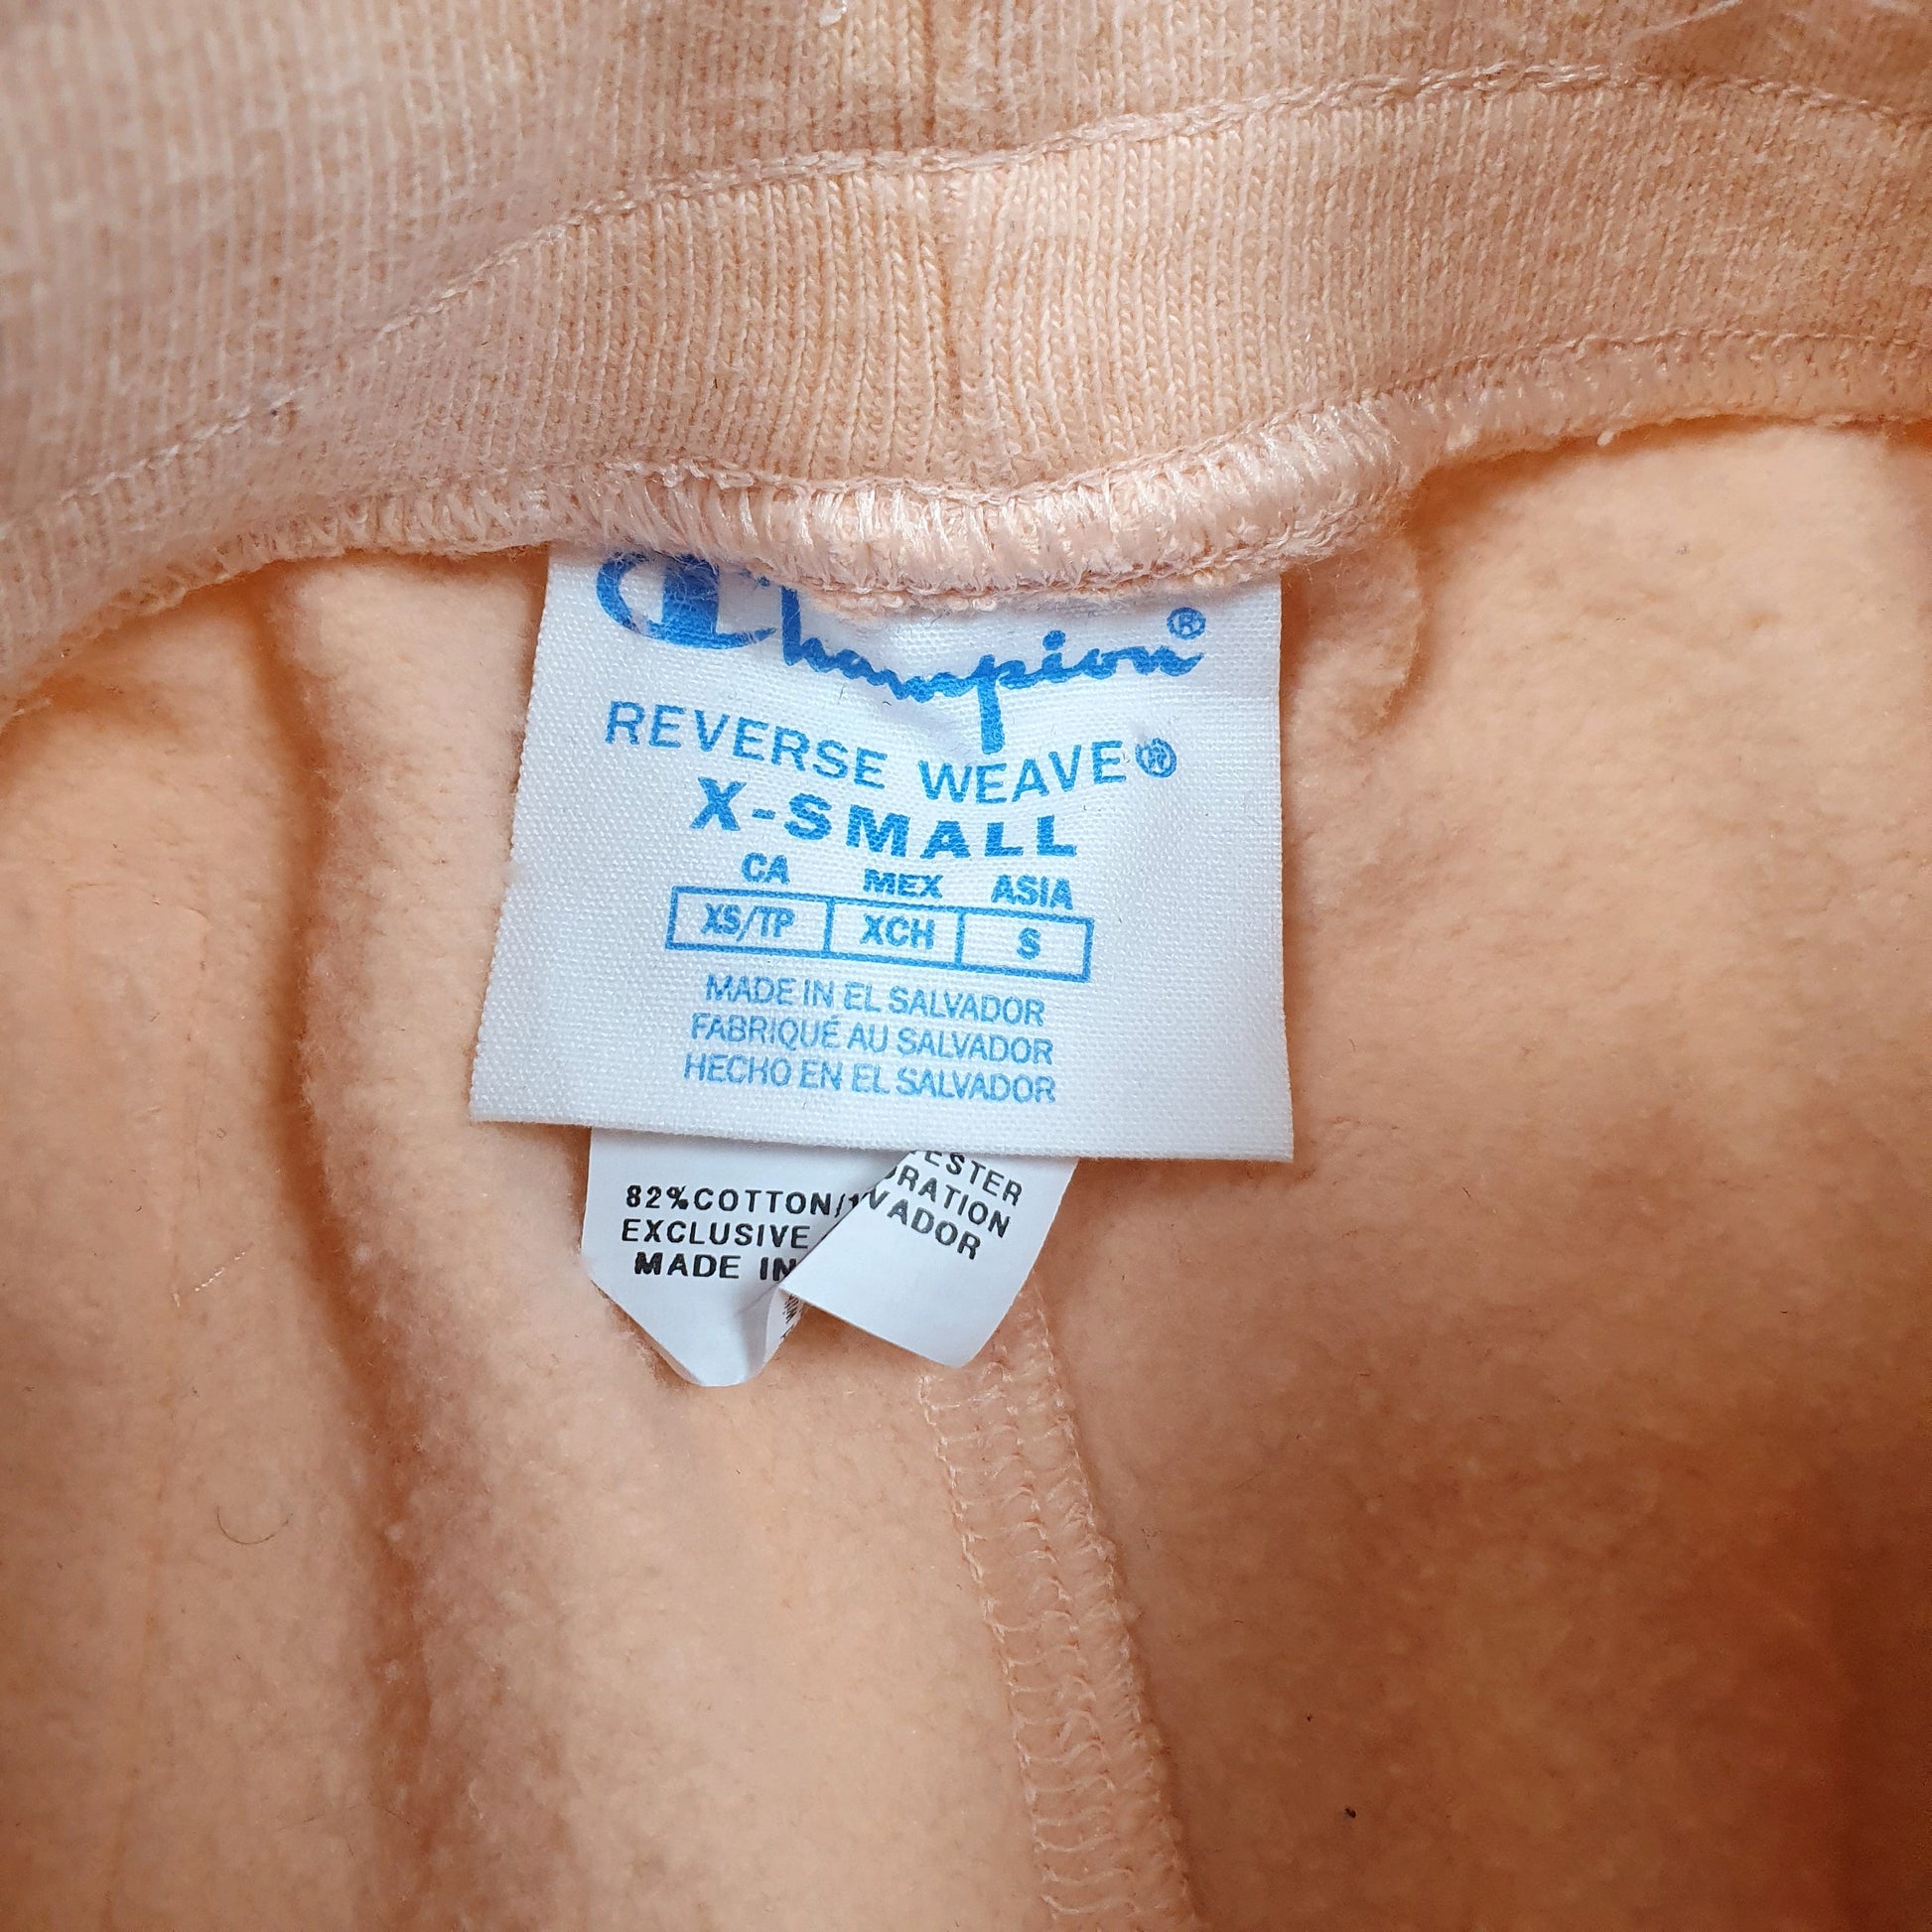 Champion®
REVERSE WEAVE®
X-SMALL
CA MEX ASIA
XS/TP XCH S
MADE IN EL SALVADOR
FABRIQUÉ AU SALVADOR
HECHO EN EL SALVADOR
82%COTTON/1
EXCLUSIVE
MADE IN
ESTER
RATION
VADOR